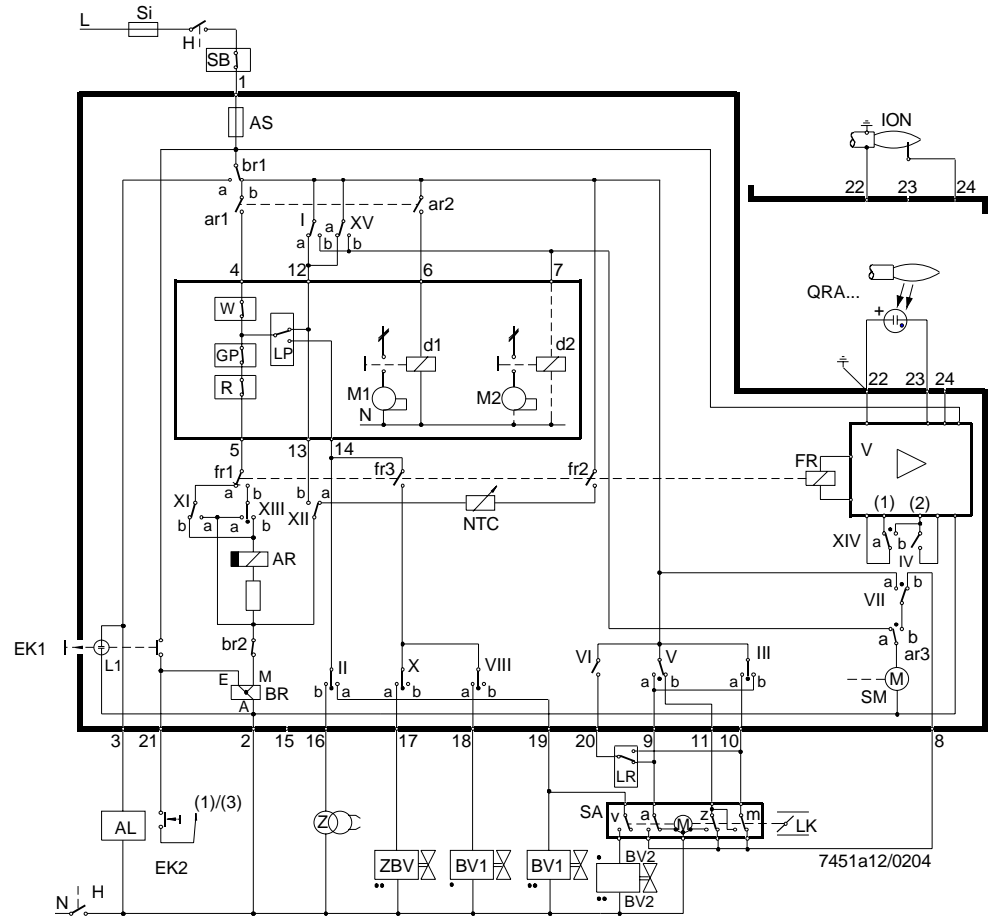 L Si
H
SB
1
AS
ION
br1
22 23 24
a b
ar1 I a XV ar2
a b b
4 12 6 7
QRA...
W
LP
+
GP
d1 d2
R
M1 M2
22 23 24
N
5 13 14
V
fr1 fr3 fr2 FR
XI a b b a
XIII XII
b a a b
NTC
(1) (2)
XIV a b
IV
AR
a b
VII
EK1
L1
br2
a b
ar3
E M
II X VIII VI V III
M
BR
SM
A
b a a b a b a b a b
3 21 2 15 16 17 18 19 20 9 11 10 8
LR
(1)/(3)
SA
v a M z m
LK
AL
Z
EK2
ZBV BV1 BV1 BV2
7451a12/0204
BV2
N H